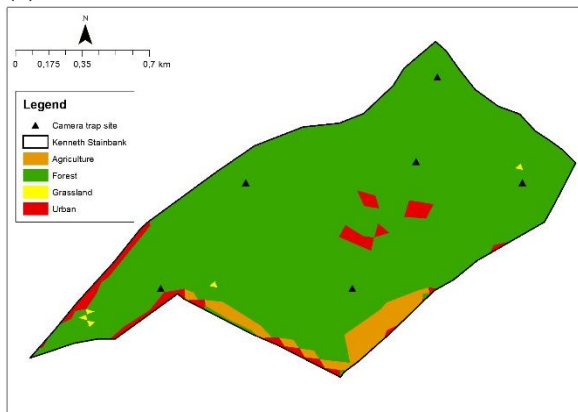 N
0 0,175 0,35 0,7 km
Legend
Camera trap site
Kenneth Stainbank
Agriculture
Forest
Grassland
Urban